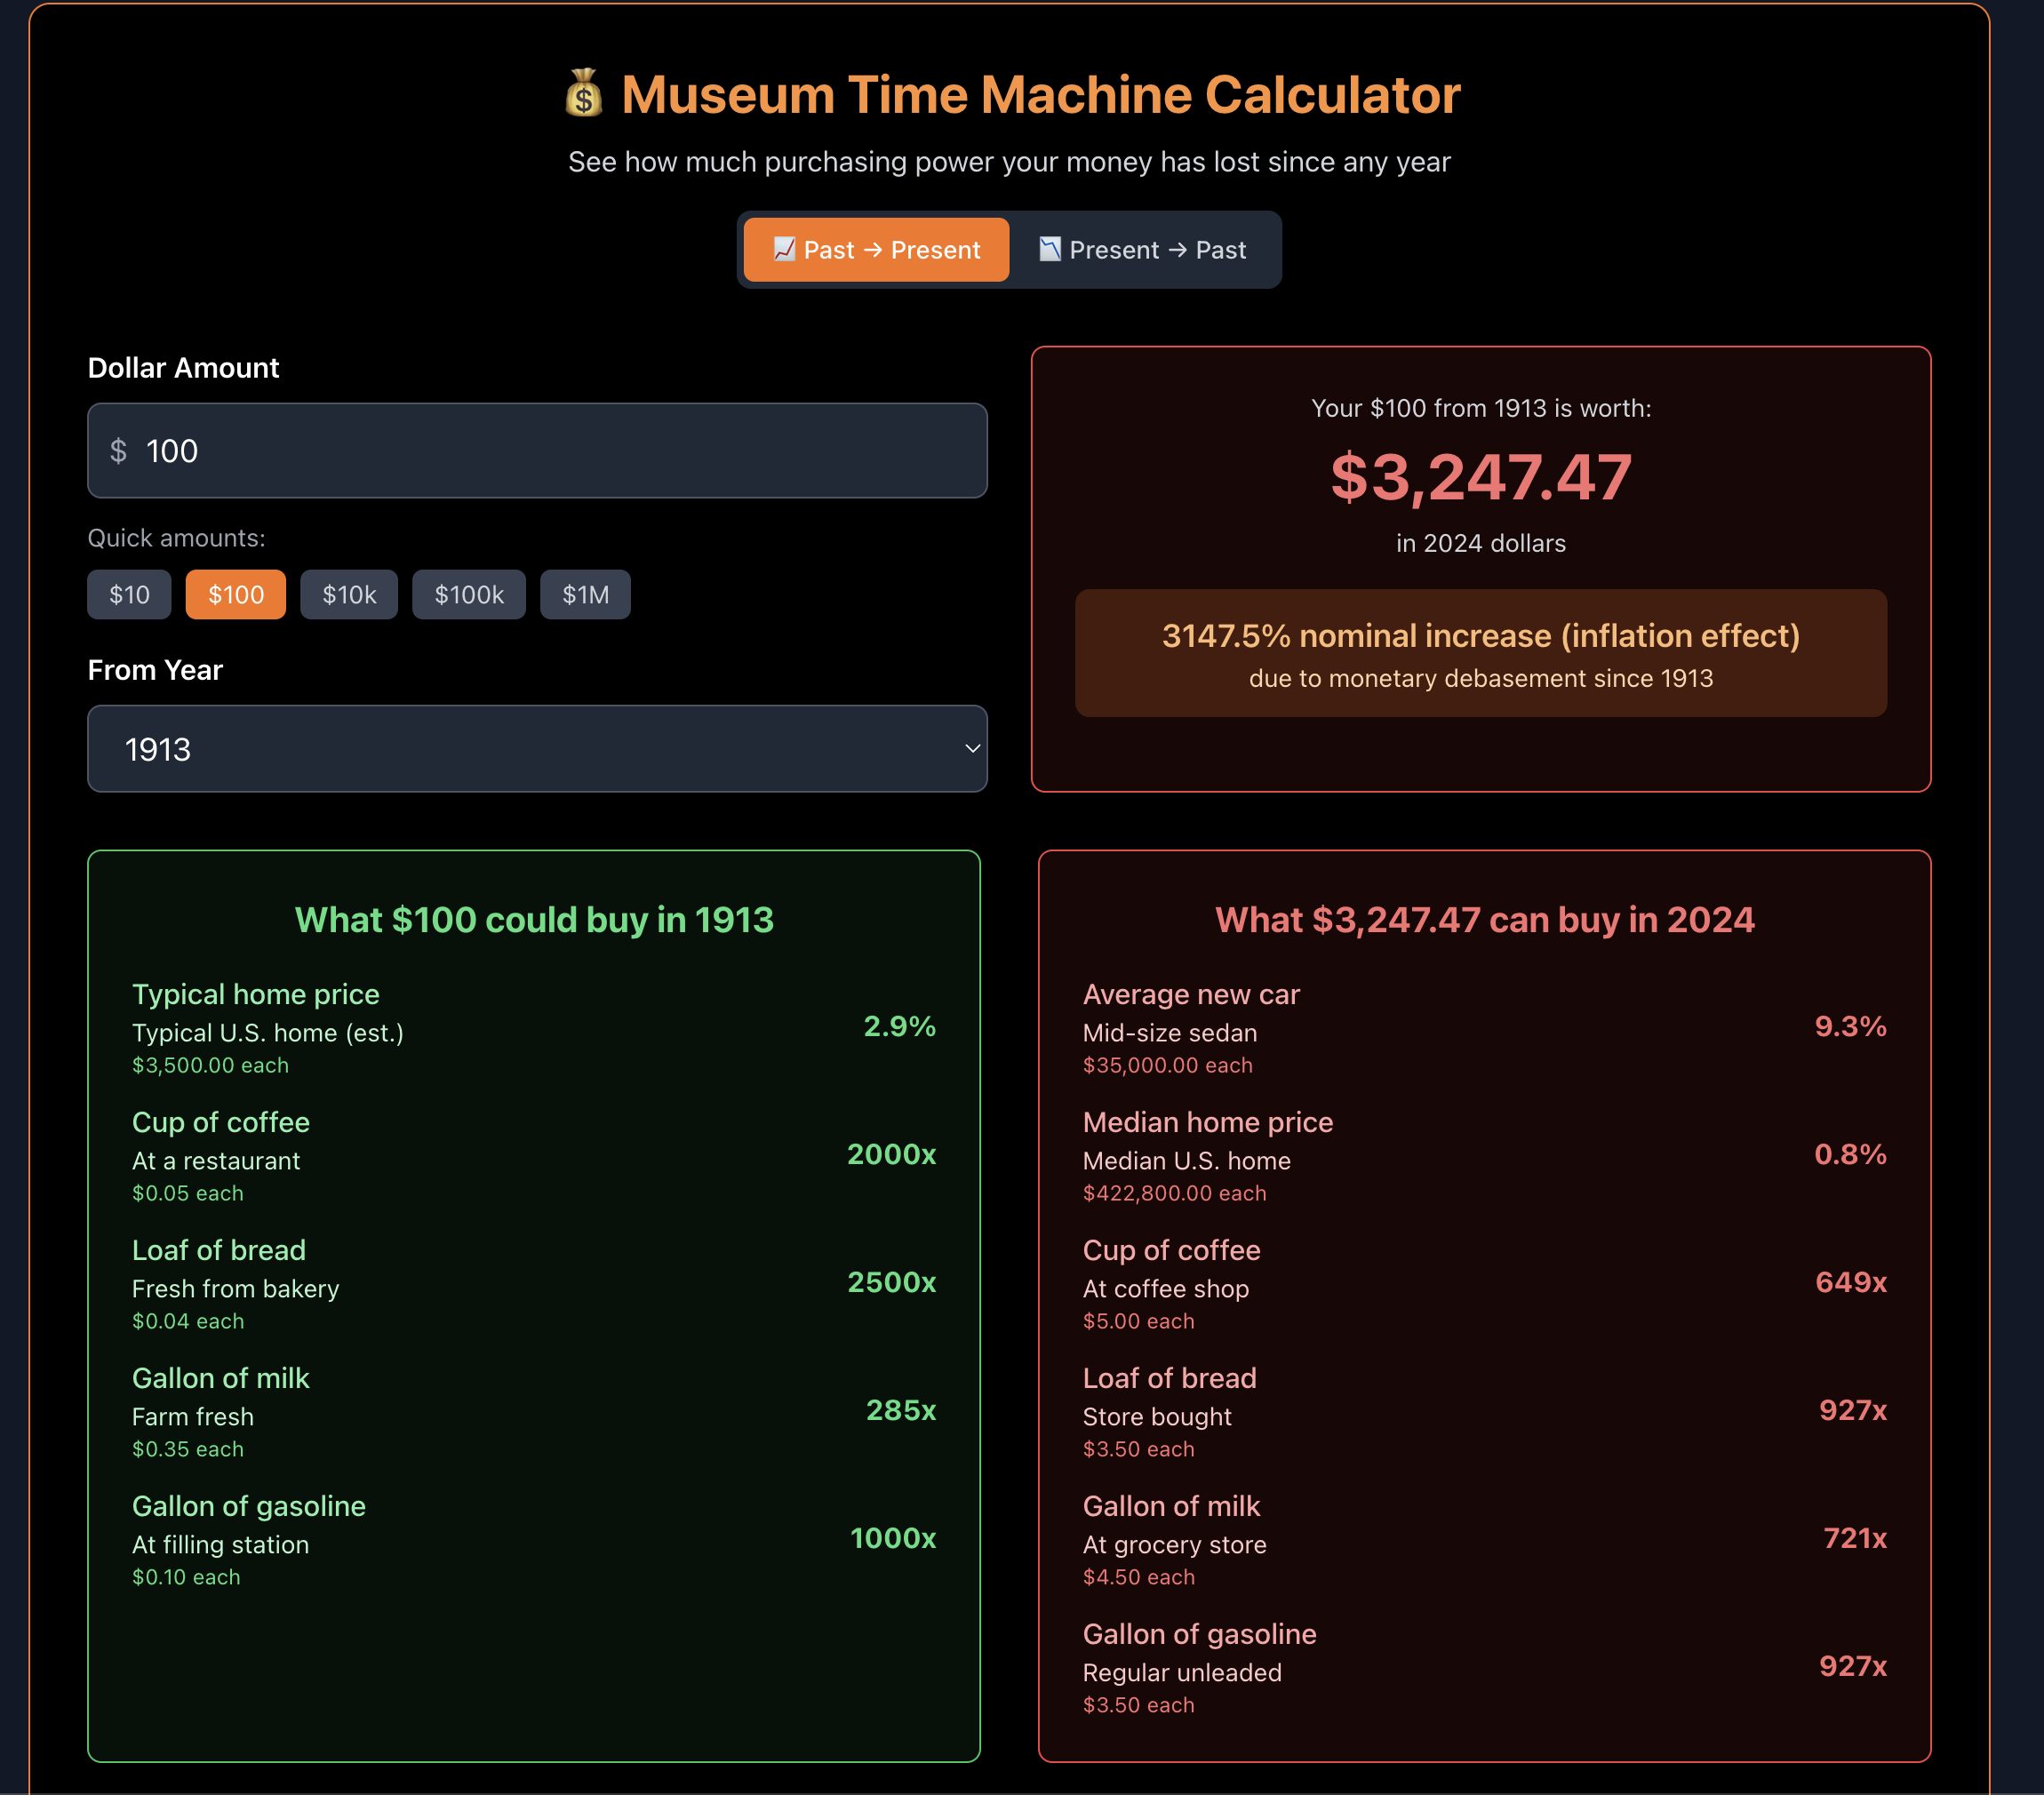 💰 Museum Time Machine Calculator
See how much purchasing power your money has lost since any year
📈 Past → Present
📉 Present → Past
Dollar Amount
$ 100
Quick amounts:
$10 $100 $10k $100k $1M
From Year
1913
Your $100 from 1913 is worth:
$3,247.47
in 2024 dollars
3147.5% nominal increase (inflation effect)
due to monetary debasement since 1913
What $100 could buy in 1913
Typical home price
Typical U.S. home (est.)
$3,500.00 each
2.9%
Cup of coffee
At a restaurant
$0.05 each
2000x
Loaf of bread
Fresh from bakery
$0.04 each
2500x
Gallon of milk
Farm fresh
$0.35 each
285x
Gallon of gasoline
At filling station
$0.10 each
1000x
What $3,247.47 can buy in 2024
Average new car
Mid-size sedan
$35,000.00 each
9.3%
Median home price
Median U.S. home
$422,800.00 each
0.8%
Cup of coffee
At coffee shop
$5.00 each
649x
Loaf of bread
Store bought
$3.50 each
927x
Gallon of milk
At grocery store
$4.50 each
721x
Gallon of gasoline
Regular unleaded
$3.50 each
927x